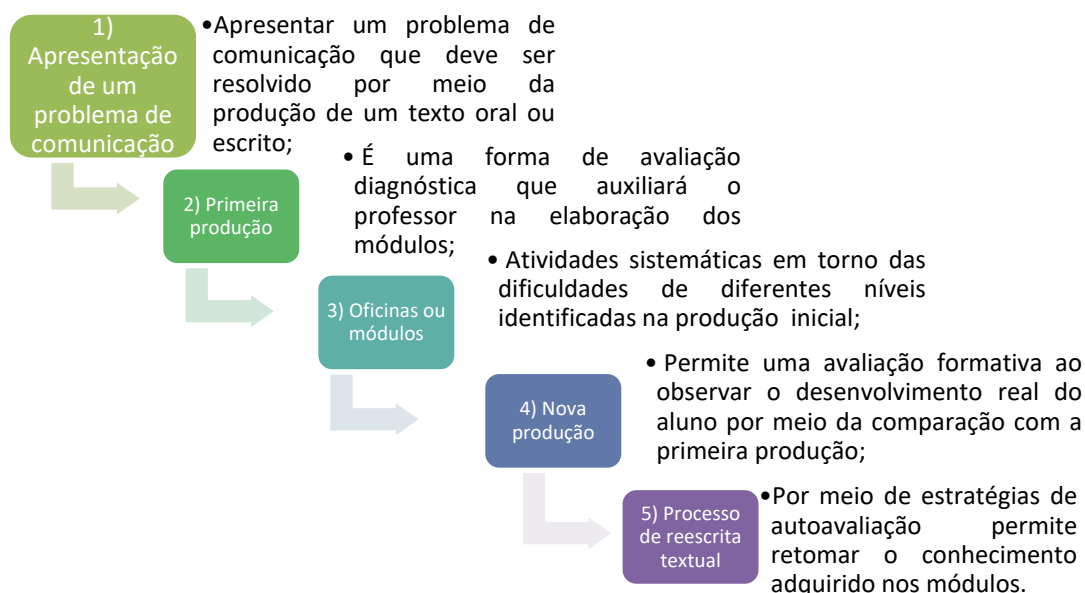 1)
Apresentação
de um
problema de
comunicação
•Apresentar um problema de
comunicação que deve ser
resolvido por meio da
produção de um texto oral ou
escrito;
2) Primeira
produção
• É uma forma de avaliação
diagnóstica que auxiliará o
professor na elaboração dos
módulos;
3) Oficinas ou
módulos
• Atividades sistemáticas em torno das
dificuldades de diferentes níveis
identificadas na produção inicial;
4) Nova
produção
• Permite uma avaliação formativa ao
observar o desenvolvimento real do
aluno por meio da comparação com a
primeira produção;
5) Processo
de reescrita
textual
•Por meio de estratégias de
autoavaliação permite
retomar o conhecimento
adquirido nos módulos.